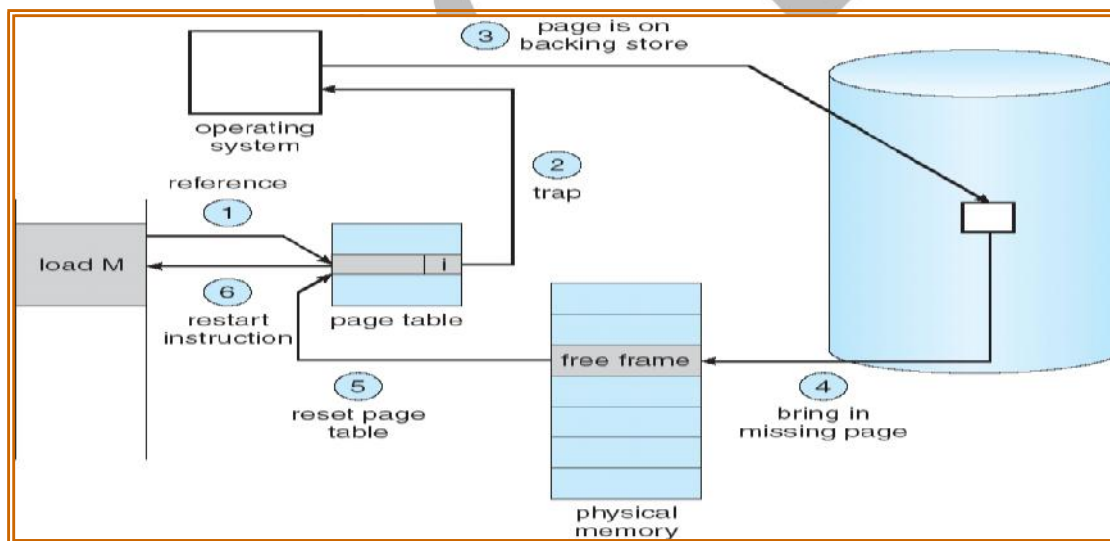 3
page is on
backing store
operating
system
2
trap
reference
1
load M
i
6
restart
instruction
page table
free frame
5
reset page
table
4
bring in
missing page
physical
memory